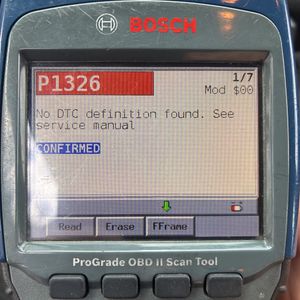 BOSCH
P1326
1/7
Mod $00
No DTC definition found. See
service manual
CONFIRMED
Read
Erase
FFrame
ProGrade OBD II Scan Tool